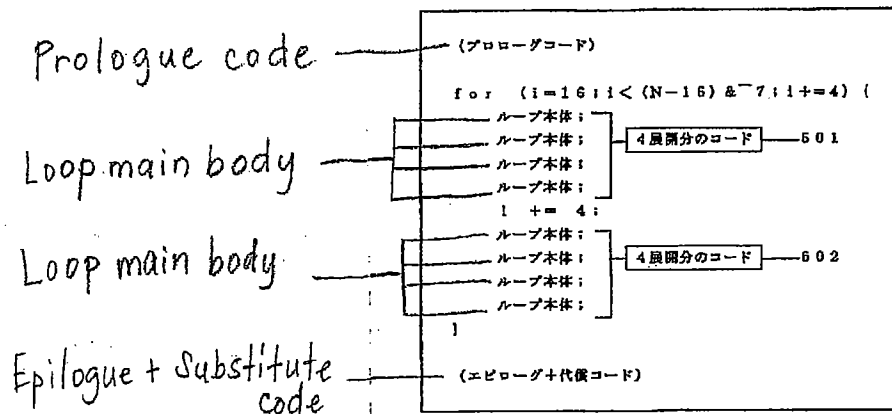 Prologue code
(プロローグコード)
for (i=16;i<(N-16)&~7;i+=4) {
ループ本体;
ループ本体;
ループ本体;
ループ本体;
4展開分のコード
501
Loop main body
i += 4;
ループ本体;
ループ本体;
ループ本体;
ループ本体;
4展開分のコード
502
Loop main body
}
Epilogue + Substitute
code
(エピローグ+代償コード)